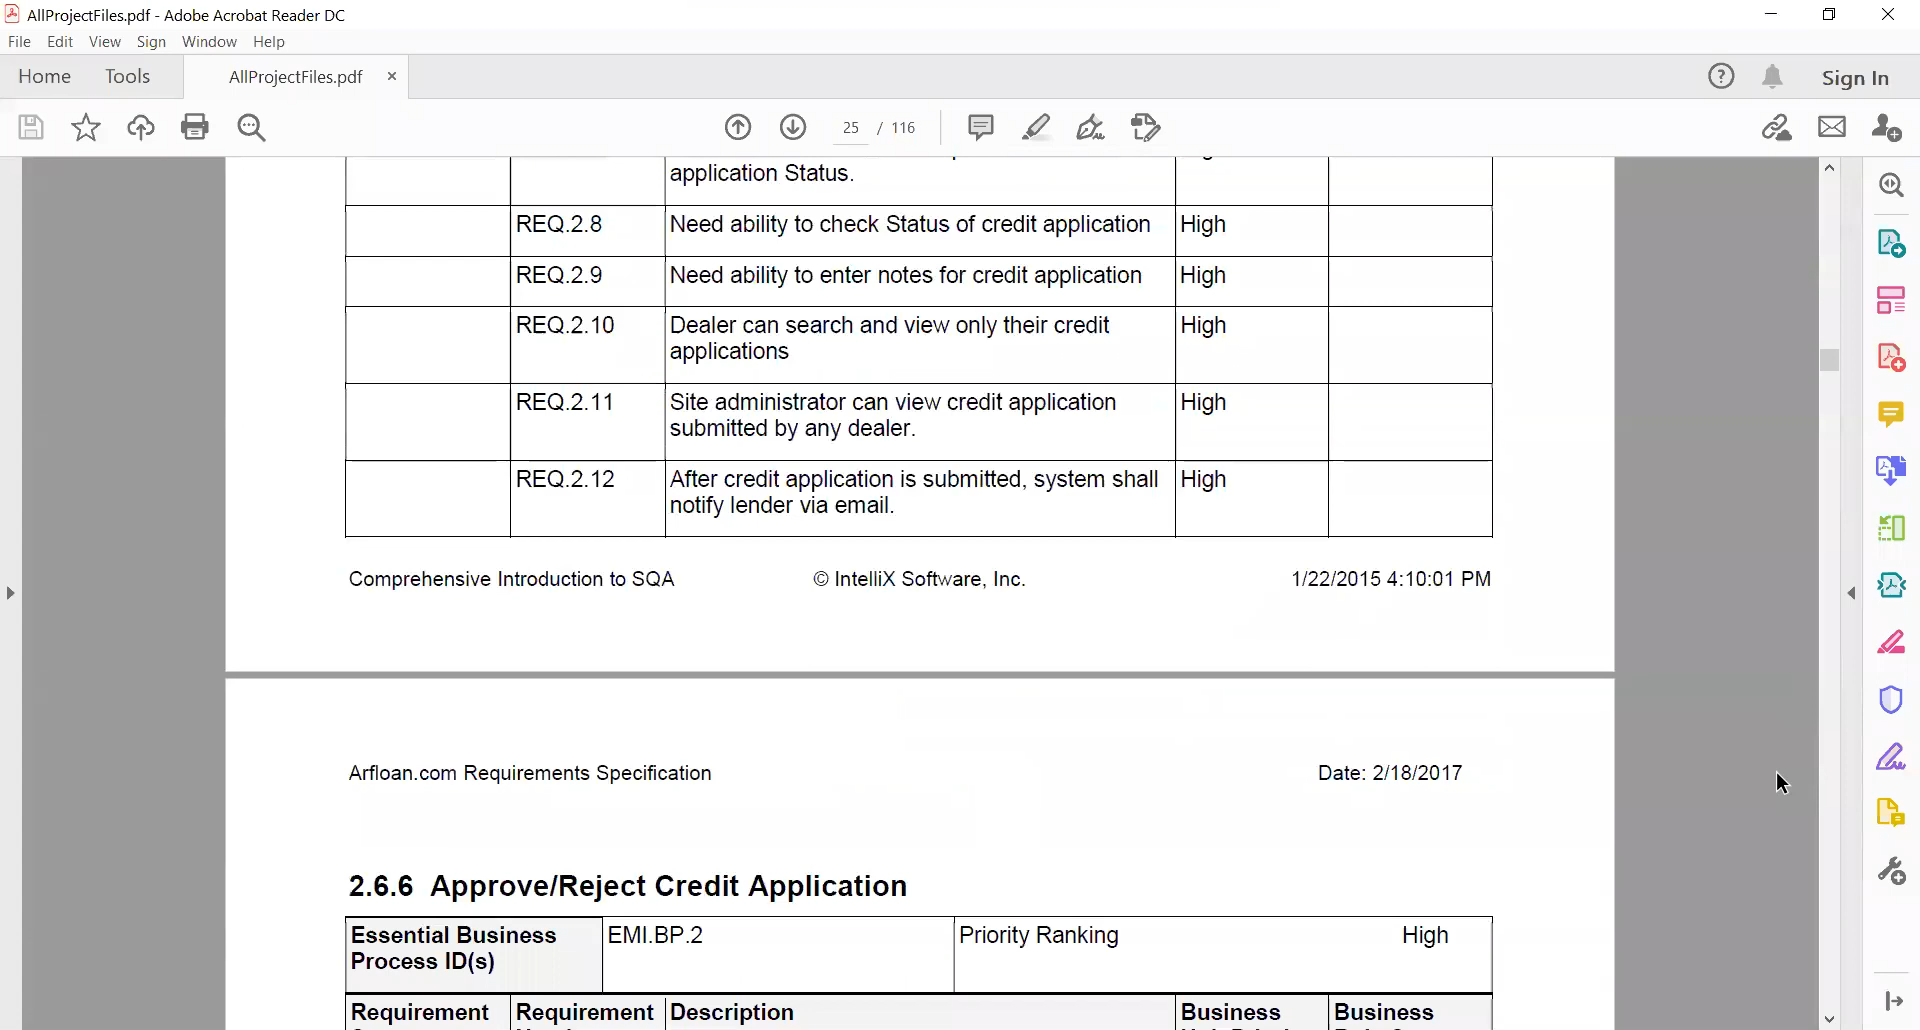 AllProjectFiles.pdf - Adobe Acrobat Reader DC
File Edit View Sign Window Help
Home Tools AllProjectFiles.pdf × Sign In
25 / 116
application Status.
REQ.2.8 Need ability to check Status of credit application High
REQ.2.9 Need ability to enter notes for credit application High
REQ.2.10 Dealer can search and view only their credit High
applications
REQ.2.11 Site administrator can view credit application High
submitted by any dealer.
REQ.2.12 After credit application is submitted, system shall High
notify lender via email.
Comprehensive Introduction to SQA © IntelliX Software, Inc. 1/22/2015 4:10:01 PM
Arfloan.com Requirements Specification Date: 2/18/2017
2.6.6 Approve/Reject Credit Application
Essential Business EMI.BP.2 Priority Ranking High
Process ID(s)
Requirement Requirement Description Business Business